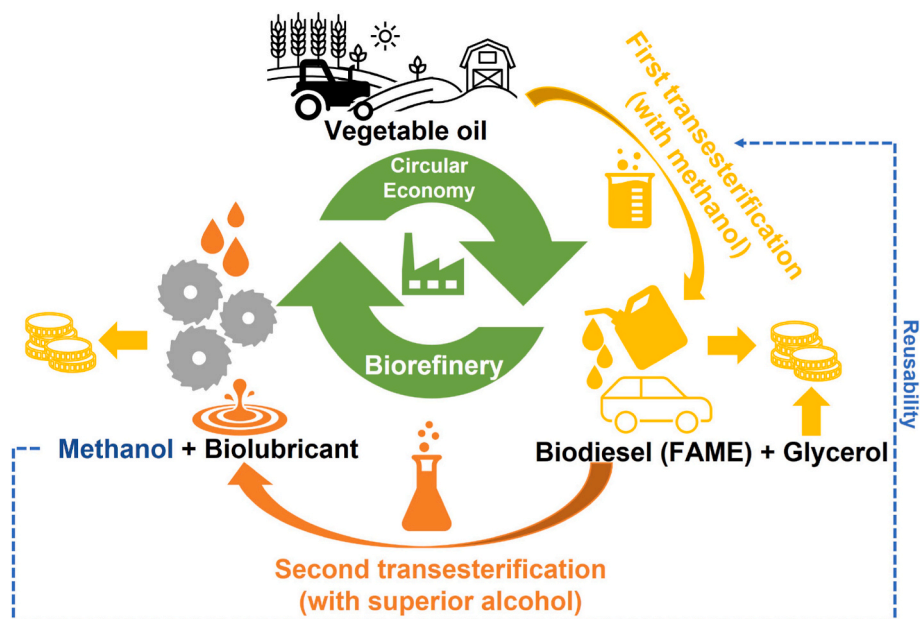 Vegetable oil
Circular
Economy
Biorefinery
First transesterification
(with methanol)
Reusability
Biodiesel (FAME) + Glycerol
Methanol + Biolubricant
Second transesterification
(with superior alcohol)